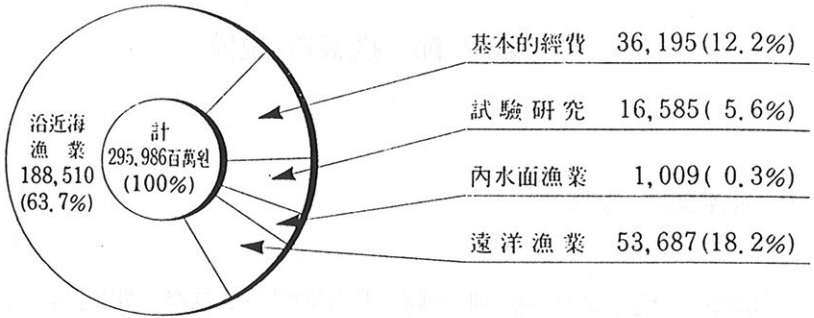 沿近海
漁業
188,510
(63.7%)
計
295,986百萬원
(100%)
基本的經費 36,195(12.2%)
試驗硏究 16,585( 5.6%)
內水面漁業 1,009( 0.3%)
遠洋漁業 53,687(18.2%)